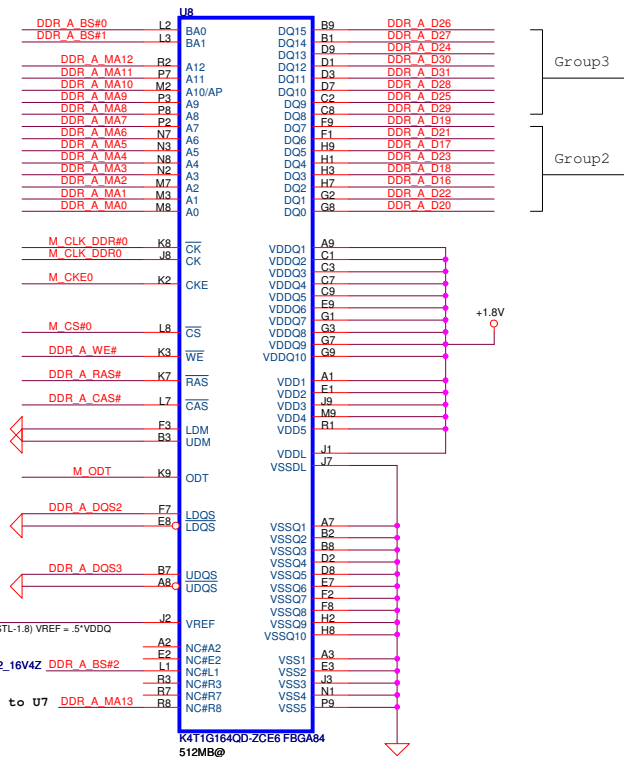 U8
DDR_A_BS#0 L2 BA0 DQ15 B9 DDR_A_D26
DDR_A_BS#1 L3 BA1 DQ14 B1 DDR_A_D27
DQ13 D9 DDR_A_D24
DDR_A_MA12 R2 A12 DQ12 D1 DDR_A_D30
DDR_A_MA11 P7 A11 DQ11 D3 DDR_A_D31
Group3
DDR_A_MA10 M2 A10/AP DQ10 D7 DDR_A_D28
DDR_A_MA9 P3 A9 DQ9 C2 DDR_A_D25
DDR_A_MA8 P8 A8 DQ8 C8 DDR_A_D29
DDR_A_MA7 P2 A7 DQ7 F9 DDR_A_D19
DDR_A_MA6 N7 A6 DQ6 F1 DDR_A_D21
DDR_A_MA5 N3 A5 DQ5 H9 DDR_A_D17
DDR_A_MA4 N8 A4 DQ4 H1 DDR_A_D23
Group2
DDR_A_MA3 N2 A3 DQ3 H3 DDR_A_D18
DDR_A_MA2 M7 A2 DQ2 H7 DDR_A_D16
DDR_A_MA1 M3 A1 DQ1 G2 DDR_A_D22
DDR_A_MA0 M8 A0 DQ0 G8 DDR_A_D20
M_CLK_DDR#0 K8 CK VDDQ1 A9
M_CLK_DDR0 J8 CK VDDQ2 C1
VDDQ3 C3
M_CKE0 K2 CKE VDDQ4 C7
VDDQ5 C9
VDDQ6 E9
VDDQ7 G1
+1.8V
M_CS#0 L8 CS VDDQ8 G3
VDDQ9 G7
DDR_A_WE# K3 WE VDDQ10 G9
DDR_A_RAS# K7 RAS VDD1 A1
VDD2 E1
DDR_A_CAS# L7 CAS VDD3 J9
VDD4 M9
F3 LDM VDD5 R1
B3 UDM
VDDL J1
VSSDL J7
M_ODT K9 ODT
DDR_A_DQS2 F7 LDQS
E8 LDQS VSSQ1 A7
VSSQ2 B2
VSSQ3 B8
VSSQ4 D2
DDR_A_DQS3 B7 UDQS VSSQ5 D8
A8 UDQS VSSQ6 E7
VSSQ7 F2
VSSQ8 F8
J2 VREF VSSQ9 H2
STL-1.8) VREF = .5*VDDQ VSSQ10 H8
A2 NC#A2
E2 NC#E2 VSS1 A3
2_16V4Z DDR_A_BS#2 L1 NC#L1 VSS2 E3
R3 NC#R3 VSS3 J3
R7 NC#R7 VSS4 N1
to U7 DDR_A_MA13 R8 NC#R8 VSS5 P9
K4T1G164QD-ZCE6 FBGA84
512MB@